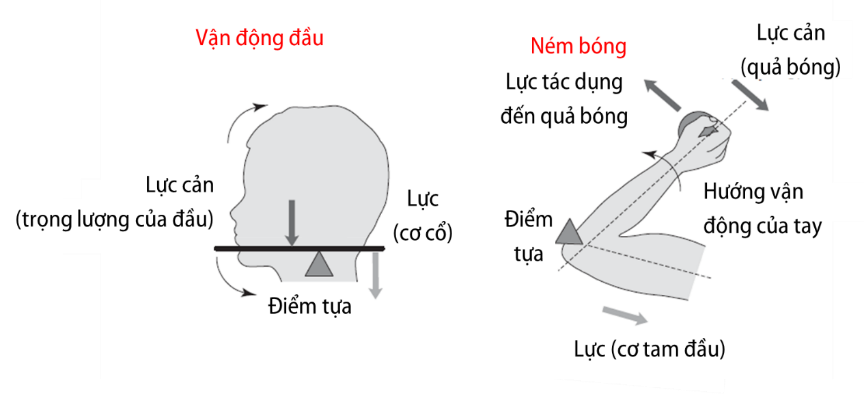 Vận động đầu
Lực cản
(trọng lượng của đầu)
Lực
(cơ cổ)
Điểm tựa
Ném bóng
Lực cản
(quả bóng)
Lực tác dụng
đến quả bóng
Hướng vận
động của tay
Điểm
tựa
Lực (cơ tam đầu)